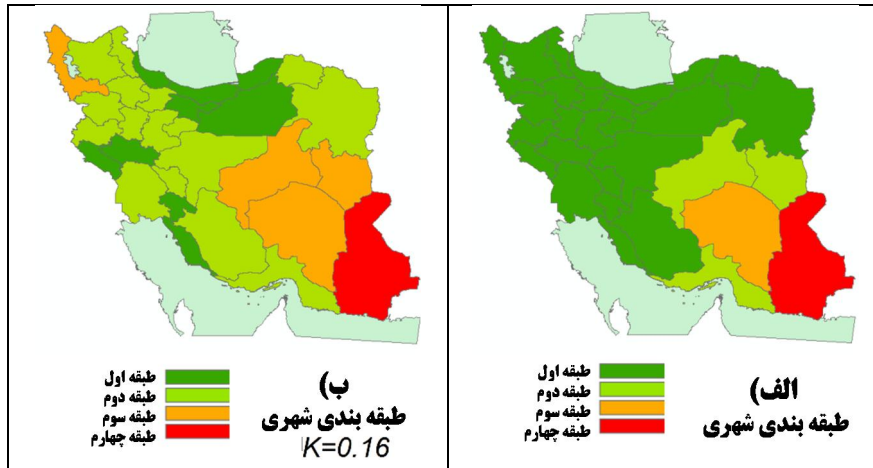 طبقه اول
طبقه دوم
طبقه سوم
طبقه چهارم
الف)
طبقه بندی شهری
طبقه اول
طبقه دوم
طبقه سوم
طبقه چهارم
ب)
طبقه بندی شهری
K=0.16